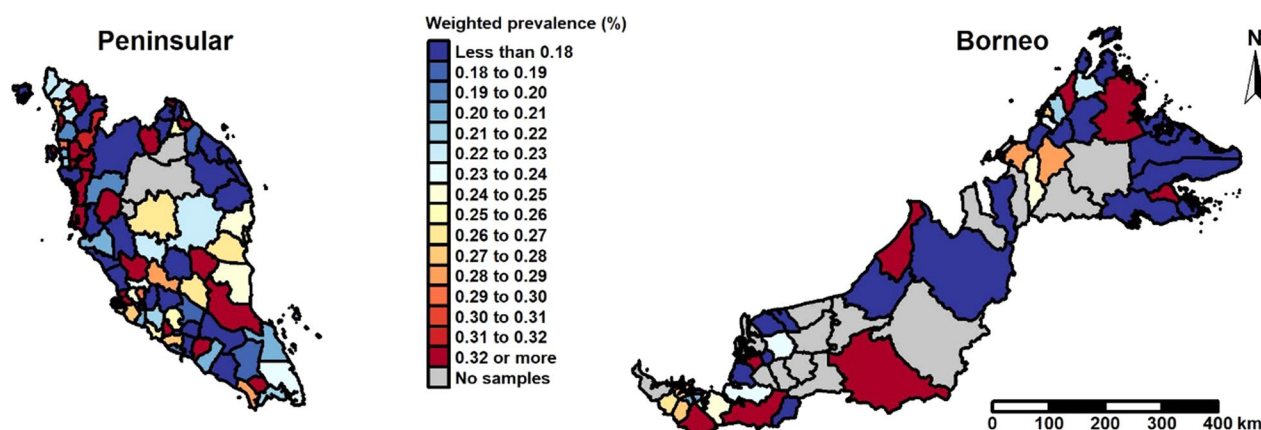 Peninsular
Weighted prevalence (%)
Less than 0.18
0.18 to 0.19
0.19 to 0.20
0.20 to 0.21
0.21 to 0.22
0.22 to 0.23
0.23 to 0.24
0.24 to 0.25
0.25 to 0.26
0.26 to 0.27
0.27 to 0.28
0.28 to 0.29
0.29 to 0.30
0.30 to 0.31
0.31 to 0.32
0.32 or more
No samples
Borneo
N
0 100 200 300 400 km